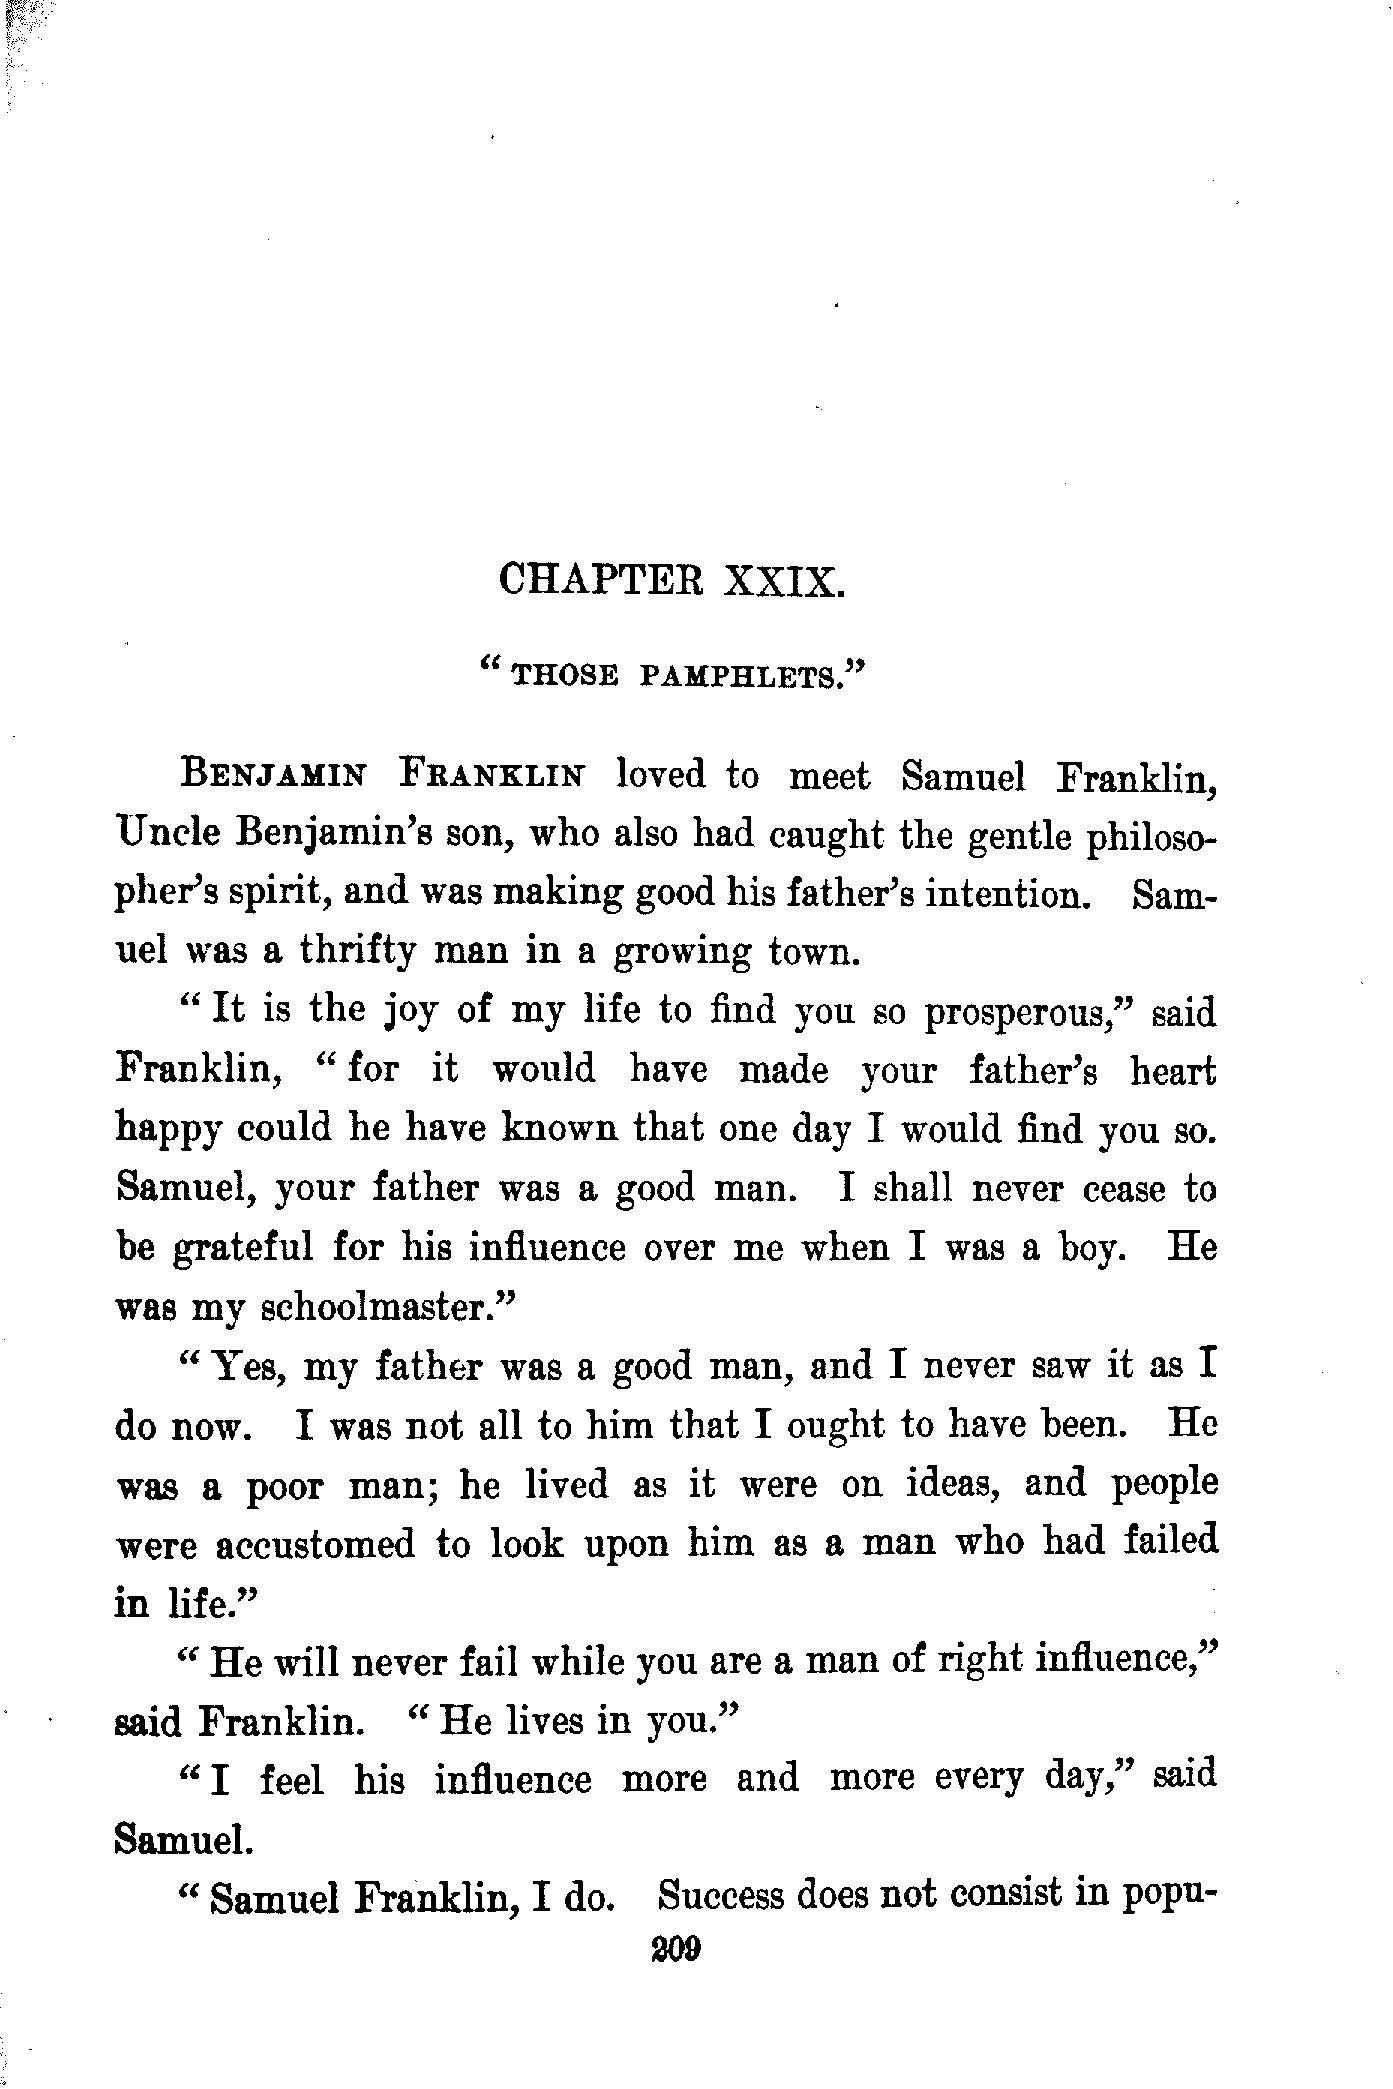 CHAPTER XXIX.
“ THOSE PAMPHLETS.”
BENJAMIN FRANKLIN loved to meet Samuel Franklin,
Uncle Benjamin’s son, who also had caught the gentle philoso-
pher’s spirit, and was making good his father’s intention. Sam-
uel was a thrifty man in a growing town.
“ It is the joy of my life to find you so prosperous,” said
Franklin, “ for it would have made your father’s heart
happy could he have known that one day I would find you so.
Samuel, your father was a good man. I shall never cease to
be grateful for his influence over me when I was a boy. He
was my schoolmaster.”
“ Yes, my father was a good man, and I never saw it as I
do now. I was not all to him that I ought to have been. He
was a poor man; he lived as it were on ideas, and people
were accustomed to look upon him as a man who had failed
in life.”
“ He will never fail while you are a man of right influence,”
said Franklin. “ He lives in you.”
“ I feel his influence more and more every day,” said
Samuel.
“ Samuel Franklin, I do. Success does not consist in popu-
209